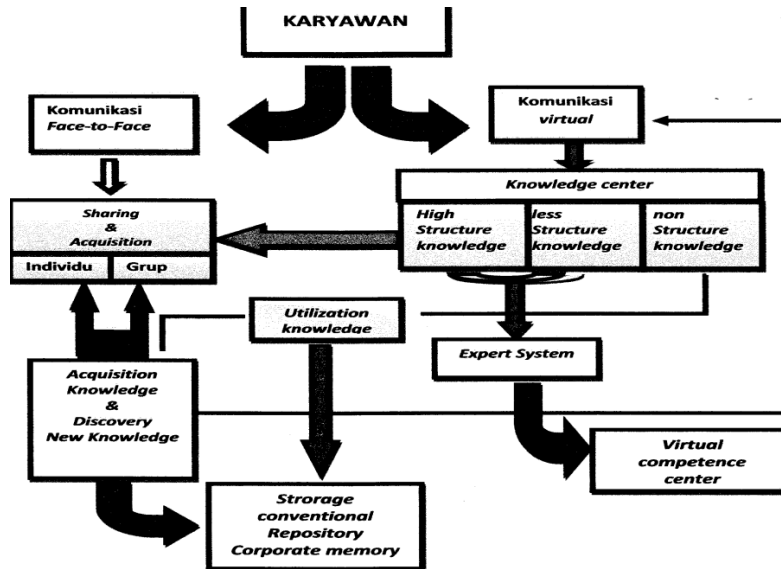 KARYAWAN
Komunikasi
Face-to-Face
Komunikasi
virtual
Knowledge center
High
Structure
knowledge
less
Structure
knowledge
non
Structure
knowledge
Sharing
&
Acquisition
Individu
Grup
Utilization
knowledge
Expert System
Acquisition
Knowledge
&
Discovery
New Knowledge
Virtual
competence
center
Strorage
conventional
Repository
Corporate memory